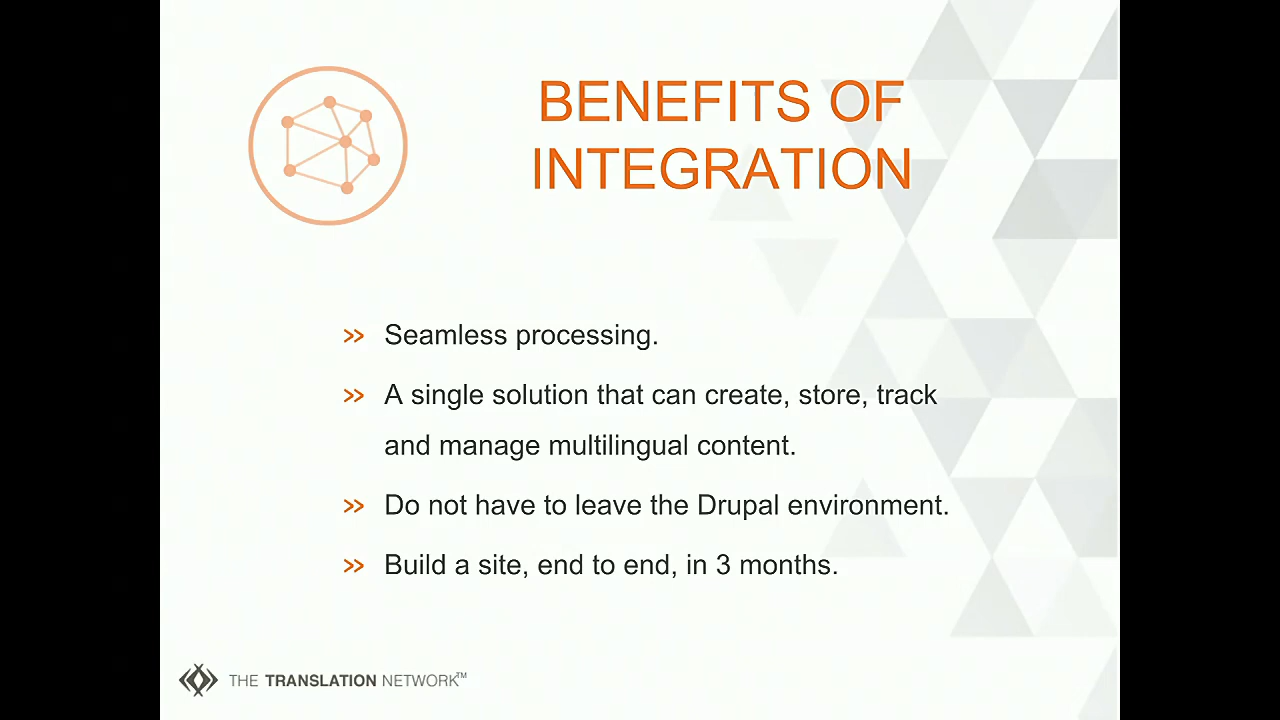 BENEFITS OF
INTEGRATION
>> Seamless processing.
>> A single solution that can create, store, track
and manage multilingual content.
>> Do not have to leave the Drupal environment.
>> Build a site, end to end, in 3 months.
THE TRANSLATION NETWORK™